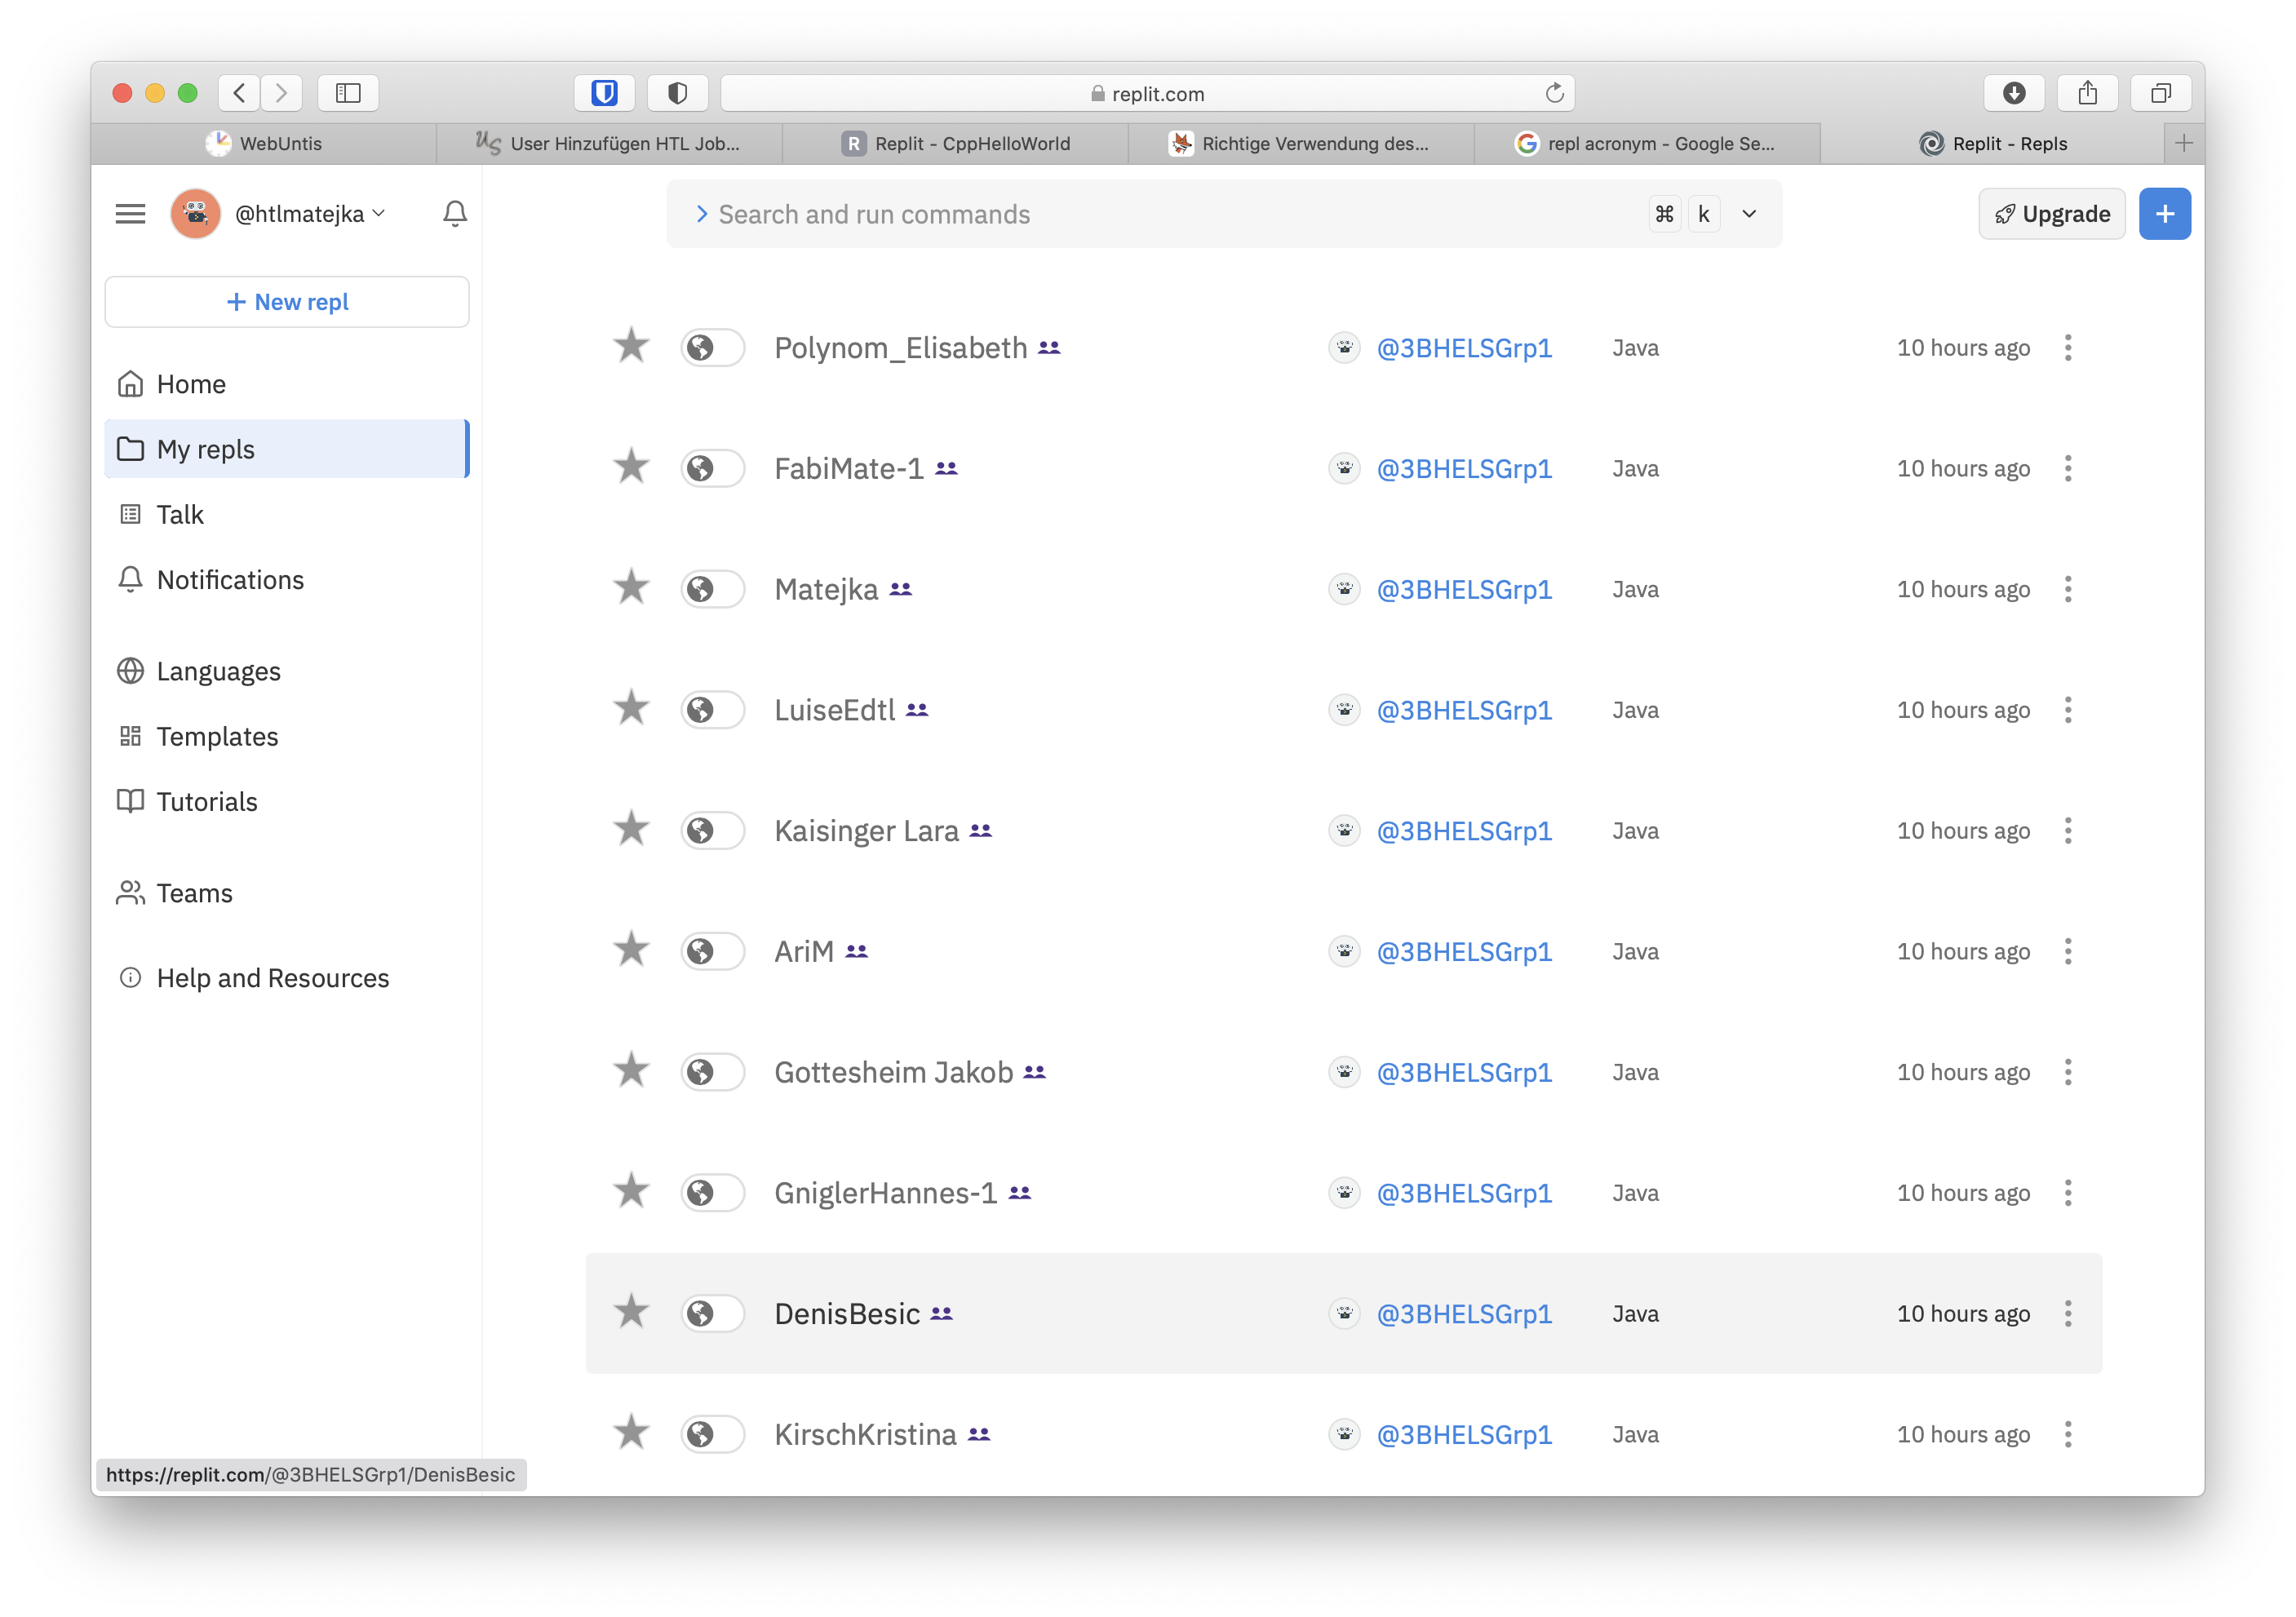 replit.com
WebUntis
User Hinzufügen HTL Job...
R Replit - CppHelloWorld
Richtige Verwendung des...
repl acronym - Google Se...
Replit - Repls
@htlmatejka
Search and run commands
⌘ k
Upgrade
+ New repl
Home
My repls
Talk
Notifications
Languages
Templates
Tutorials
Teams
Help and Resources
Polynom_Elisabeth @3BHELSGrp1 Java 10 hours ago
FabiMate-1 @3BHELSGrp1 Java 10 hours ago
Matejka @3BHELSGrp1 Java 10 hours ago
LuiseEdtl @3BHELSGrp1 Java 10 hours ago
Kaisinger Lara @3BHELSGrp1 Java 10 hours ago
AriM @3BHELSGrp1 Java 10 hours ago
Gottesheim Jakob @3BHELSGrp1 Java 10 hours ago
GniglerHannes-1 @3BHELSGrp1 Java 10 hours ago
DenisBesic @3BHELSGrp1 Java 10 hours ago
KirschKristina @3BHELSGrp1 Java 10 hours ago
https://replit.com/@3BHELSGrp1/DenisBesic